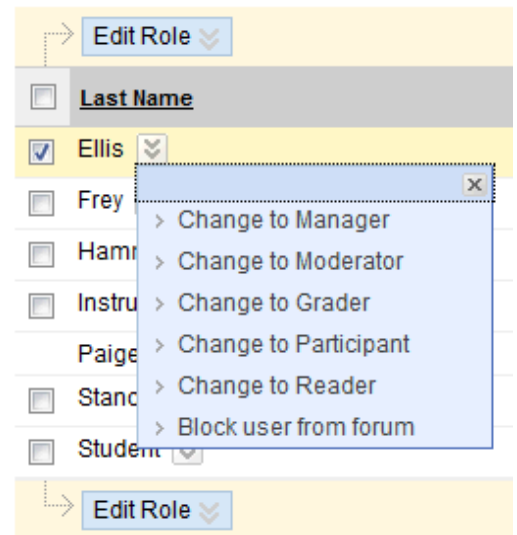 Edit Role
Last Name
Ellis
Frey
Change to Manager
Change to Moderator
Change to Grader
Instru
Change to Participant
Paige
Change to Reader
Block user from forum
Student
Edit Role